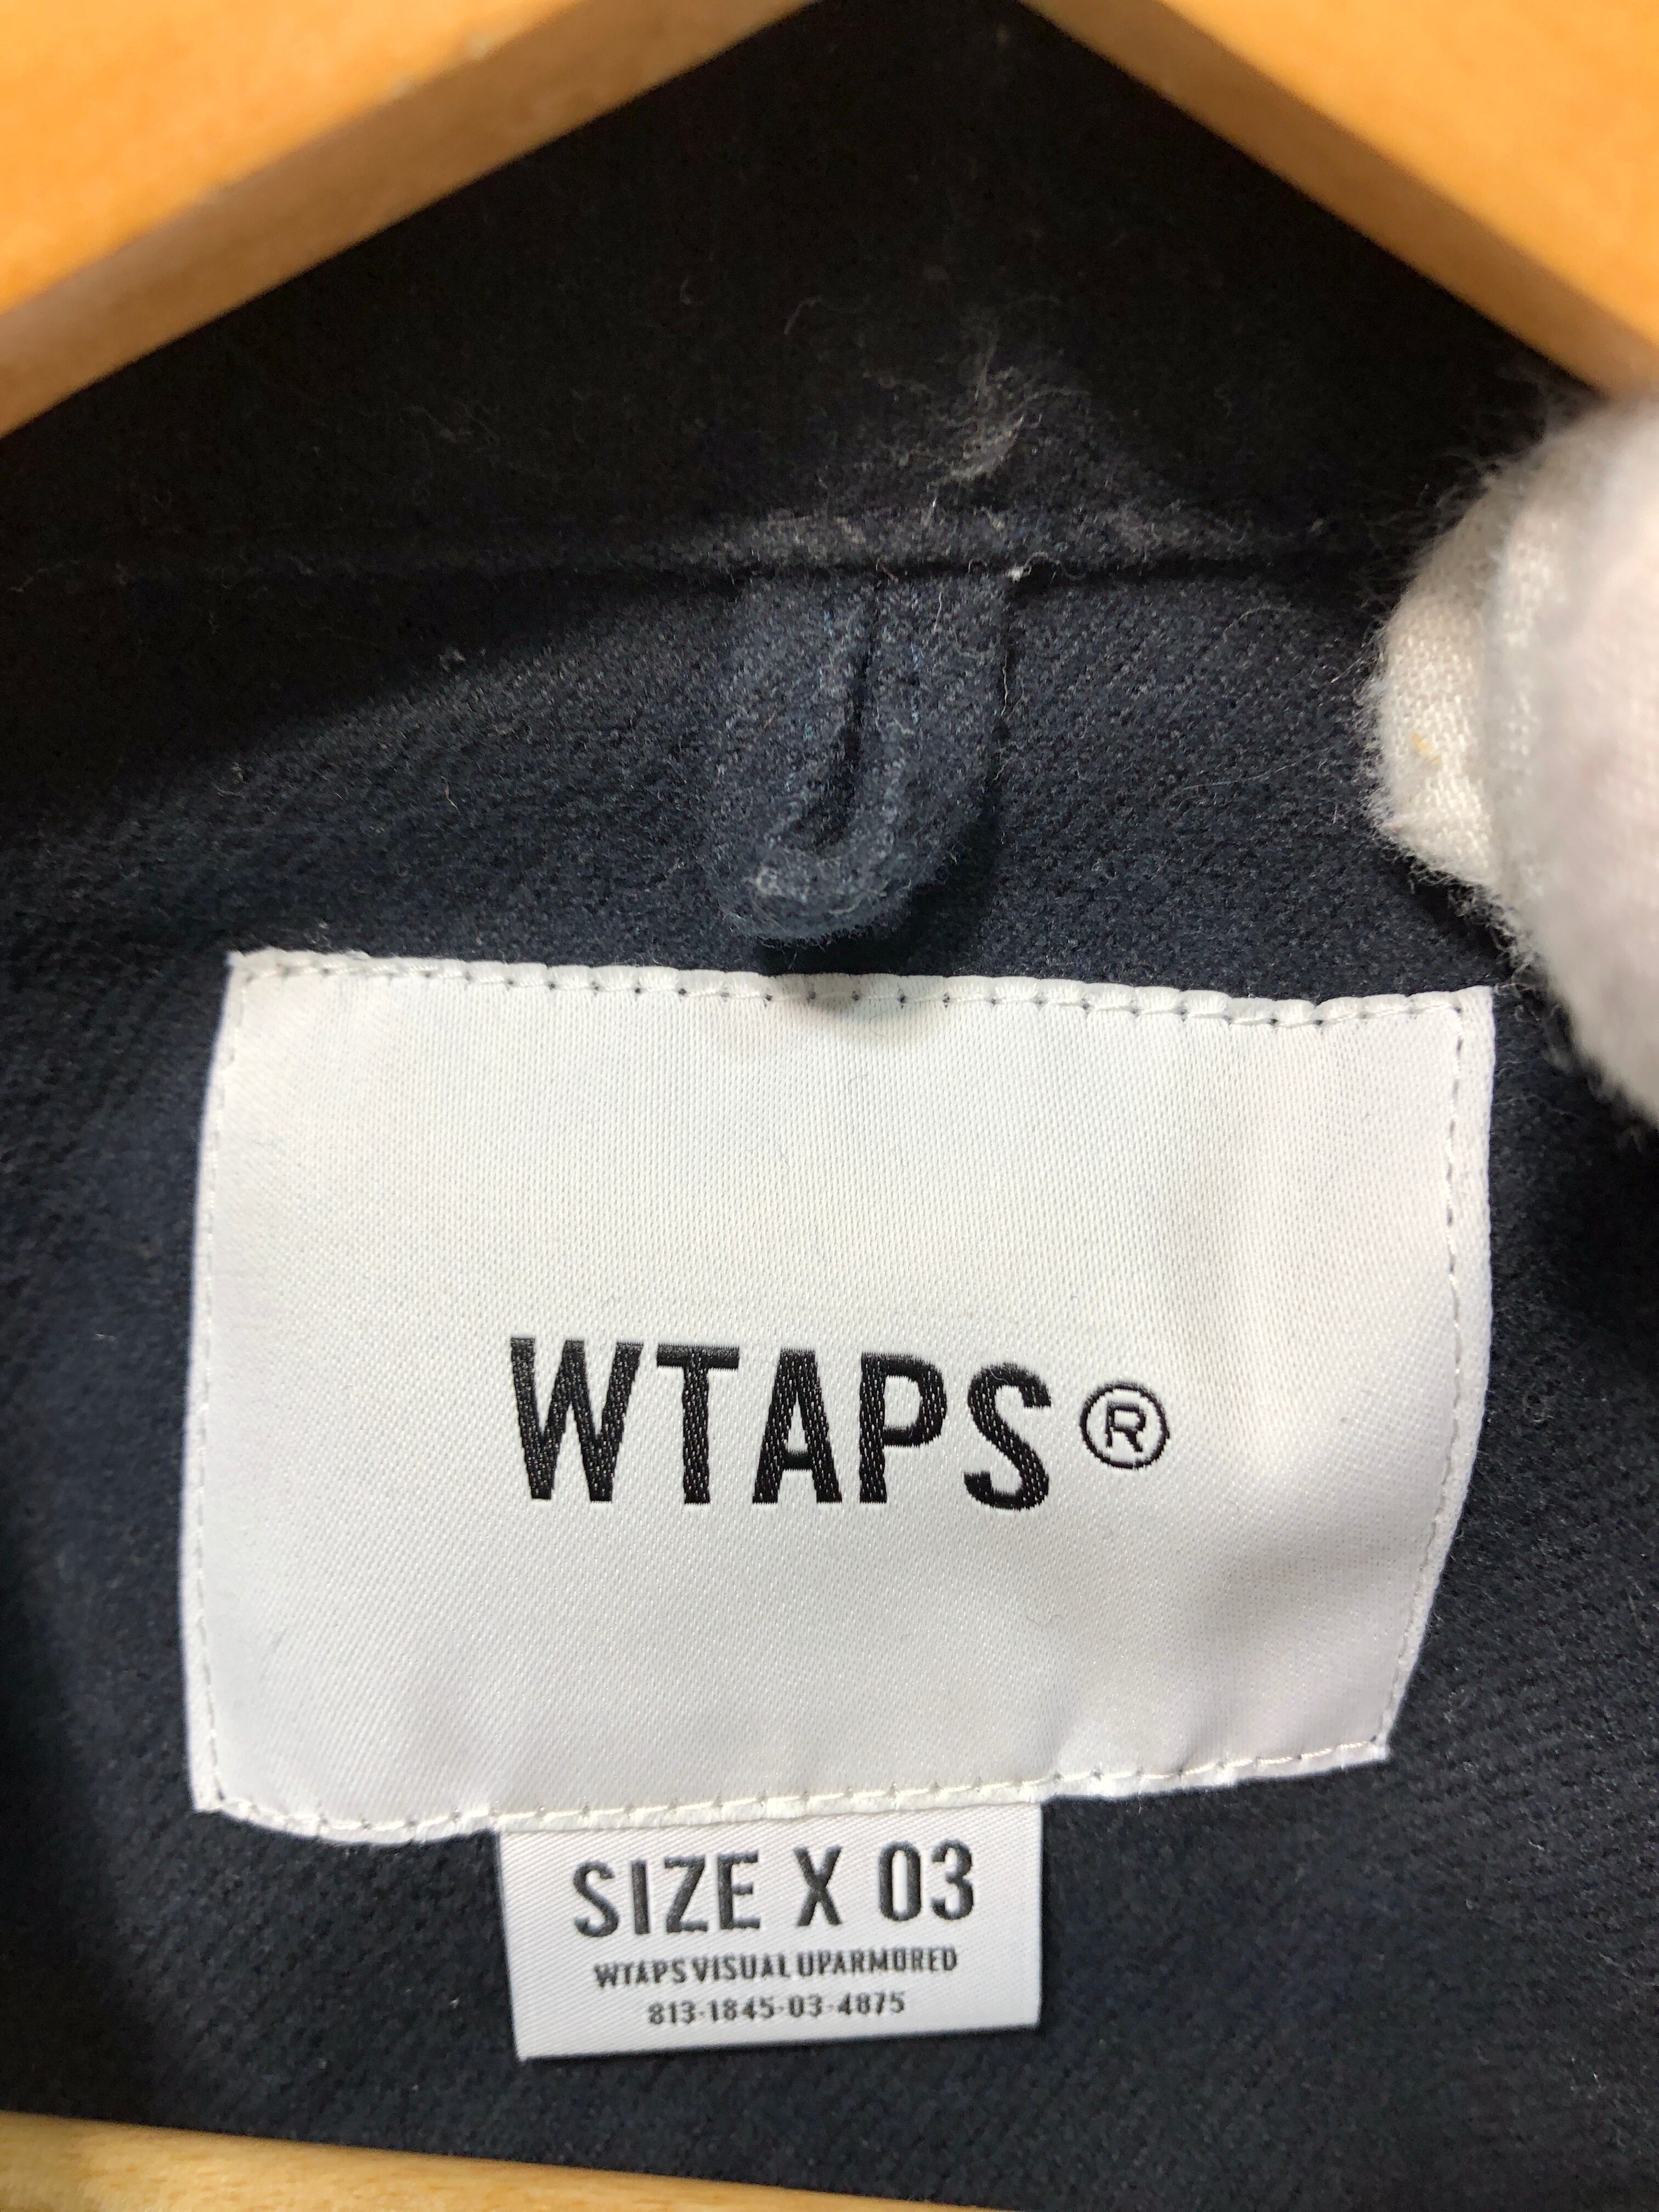 WTAPS®
SIZE X 03
WTAPS VISUAL UPARMORED
813-1845-03-4875